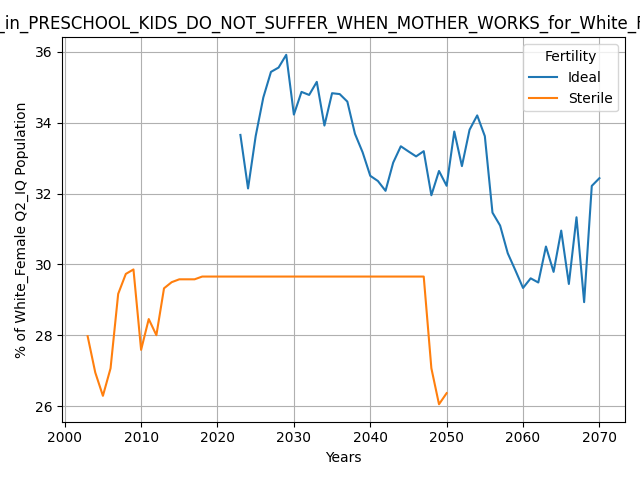 _in_PRESCHOOL_KIDS_DO_NOT_SUFFER_WHEN_MOTHER_WORKS_for_White_F
Fertility
Ideal
Sterile
% of White_Female Q2_IQ Population
36
34
32
30
28
26
2000 2010 2020 2030 2040 2050 2060 2070
Years